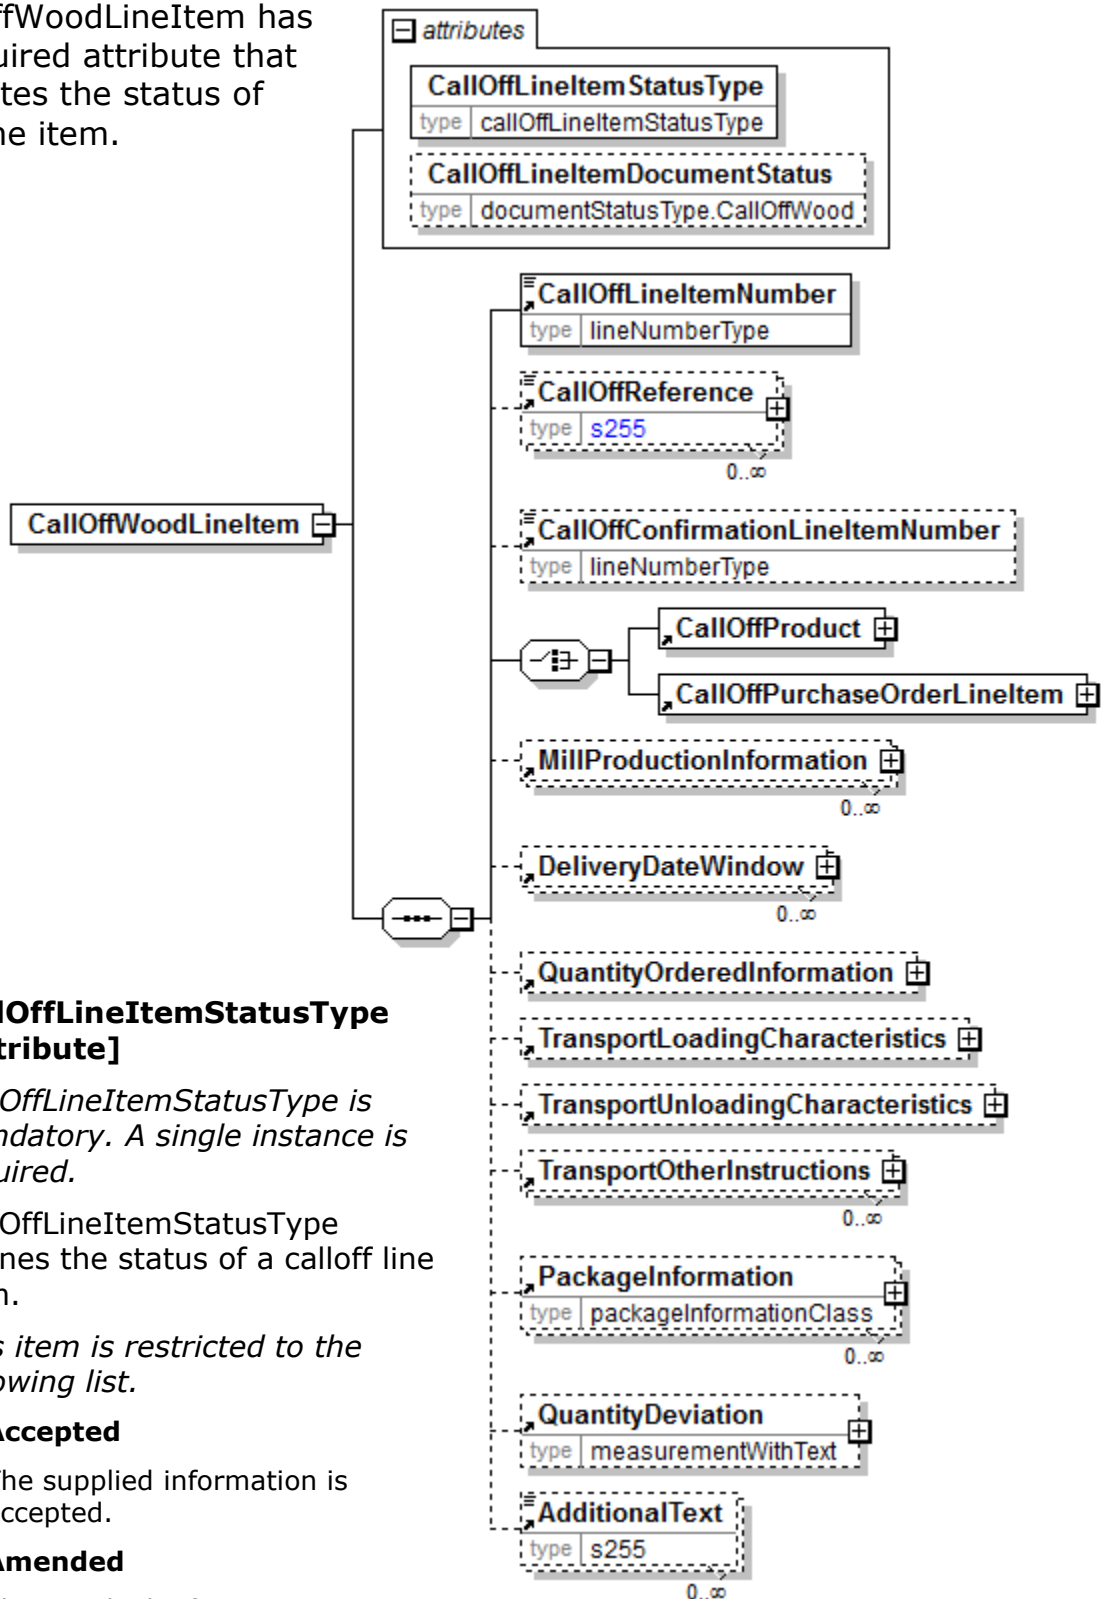 ffWoodLineItem has
uired attribute that
tes the status of
ne item.
attributes
CallOffLineItemStatusType
type callOffLineItemStatusType
CallOffLineItemDocumentStatus
type documentStatusType.CallOffWood
CallOffLineItemNumber
type lineNumberType
CallOffReference
type s255
0..∞
CallOffWoodLineItem
CallOffConfirmationLineItemNumber
type lineNumberType
CallOffProduct
CallOffPurchaseOrderLineItem
MillProductionInformation
0..∞
DeliveryDateWindow
0..∞
QuantityOrderedInformation
TransportLoadingCharacteristics
TransportUnloadingCharacteristics
TransportOtherInstructions
0..∞
PackageInformation
type packageInformationClass
0..∞
QuantityDeviation
type measurementWithText
AdditionalText
type s255
0..∞
lOffLineItemStatusType
tribute]
OffLineItemStatusType is
ndatory. A single instance is
uired.
OffLineItemStatusType
nes the status of a calloff line
n.
s item is restricted to the
owing list.
Accepted
The supplied information is
ccepted.
Amended